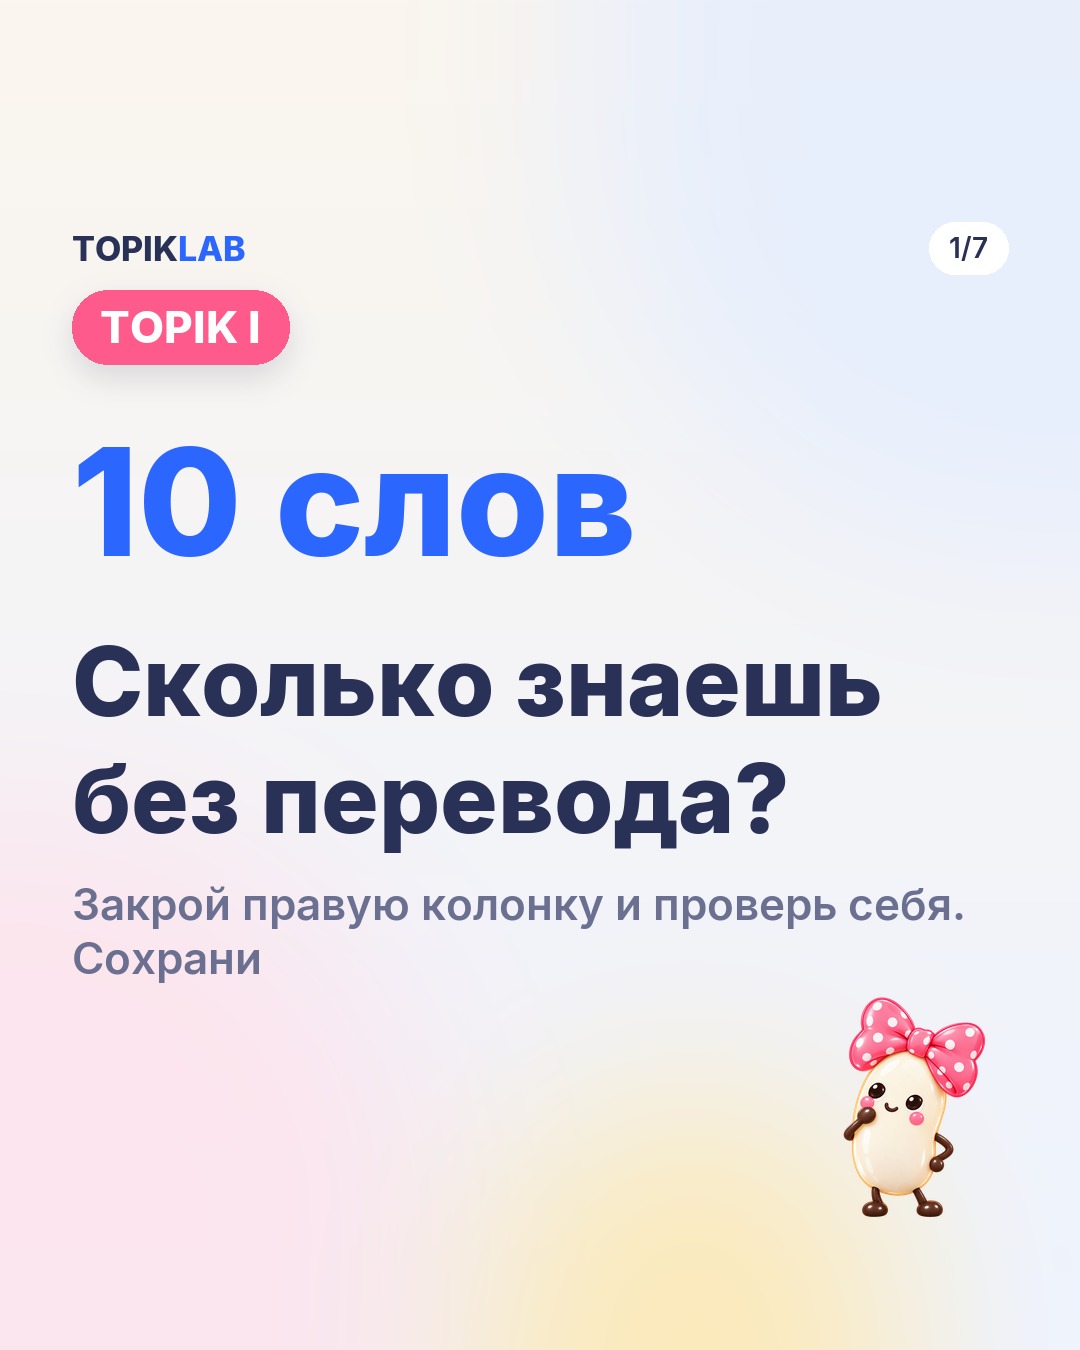 TOPIKLAB
1/7
TOPIK I
10 слов
Сколько знаешь
без перевода?
Закрой правую колонку и проверь себя.
Сохрани